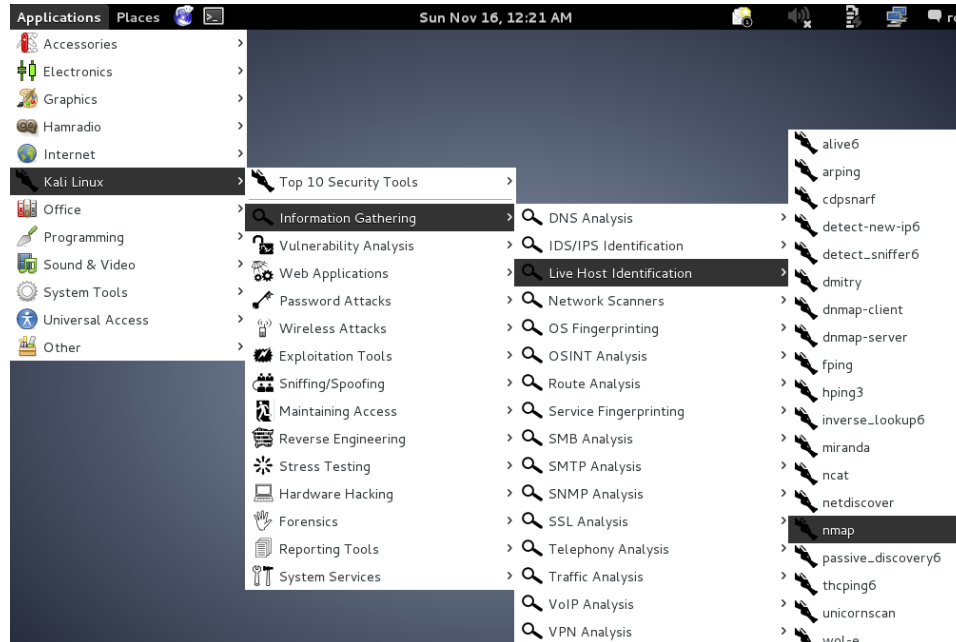 Applications Places Sun Nov 16, 12:21 AM
Accessories
Electronics
Graphics
Hamradio
Internet
Kali Linux
Office
Programming
Sound & Video
System Tools
Universal Access
Other
Top 10 Security Tools
Information Gathering
Vulnerability Analysis
Web Applications
Password Attacks
Wireless Attacks
Exploitation Tools
Sniffing/Spoofing
Maintaining Access
Reverse Engineering
Stress Testing
Hardware Hacking
Forensics
Reporting Tools
System Services
DNS Analysis
IDS/IPS Identification
Live Host Identification
Network Scanners
OS Fingerprinting
OSINT Analysis
Route Analysis
Service Fingerprinting
SMB Analysis
SMTP Analysis
SNMP Analysis
SSL Analysis
Telephony Analysis
Traffic Analysis
VoIP Analysis
VPN Analysis
alive6
arping
cdpsnarf
detect-new-ip6
detect_sniffer6
dmitry
dnmap-client
dnmap-server
fping
hping3
inverse_lookup6
miranda
ncat
netdiscover
nmap
passive_discovery6
thcping6
unicornscan
wol-e